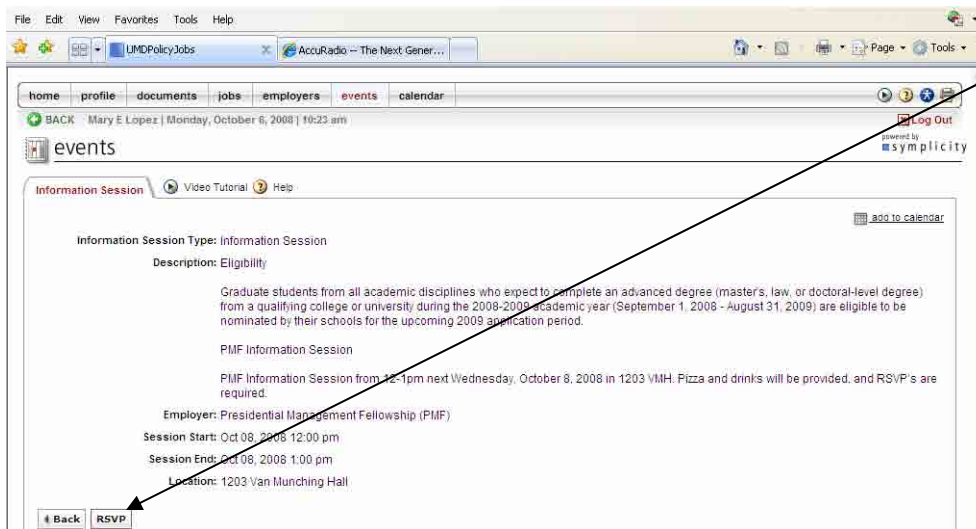 File Edit View Favorites Tools Help
UMDPolicyJobs AccuRadio -- The Next Gener... Page Tools
home profile documents jobs employers events calendar
BACK Mary E Lopez | Monday, October 6, 2008 | 10:23 am Log Out
events powered by symplicity
Information Session Video Tutorial Help
add to calendar
Information Session Type: Information Session
Description: Eligibility
Graduate students from all academic disciplines who expect to complete an advanced degree (master's, law, or doctoral-level degree)
from a qualifying college or university during the 2008-2009 academic year (September 1, 2008 - August 31, 2009) are eligible to be
nominated by their schools for the upcoming 2009 application period.
PMF Information Session
PMF Information Session from 12-1pm next Wednesday, October 8, 2008 in 1203 VMH. Pizza and drinks will be provided, and RSVP's are
required.
Employer: Presidential Management Fellowship (PMF)
Session Start: Oct 08, 2008 12:00 pm
Session End: Oct 08, 2008 1:00 pm
Location: 1203 Van Munching Hall
Back RSVP